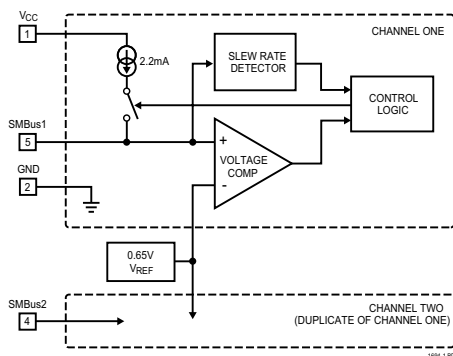 VCC
1
CHANNEL ONE
2.2mA
SLEW RATE
DETECTOR
CONTROL
LOGIC
SMBus1
5
+
VOLTAGE
COMP
-
GND
2
0.65V
VREF
SMBus2
4
CHANNEL TWO
(DUPLICATE OF CHANNEL ONE)